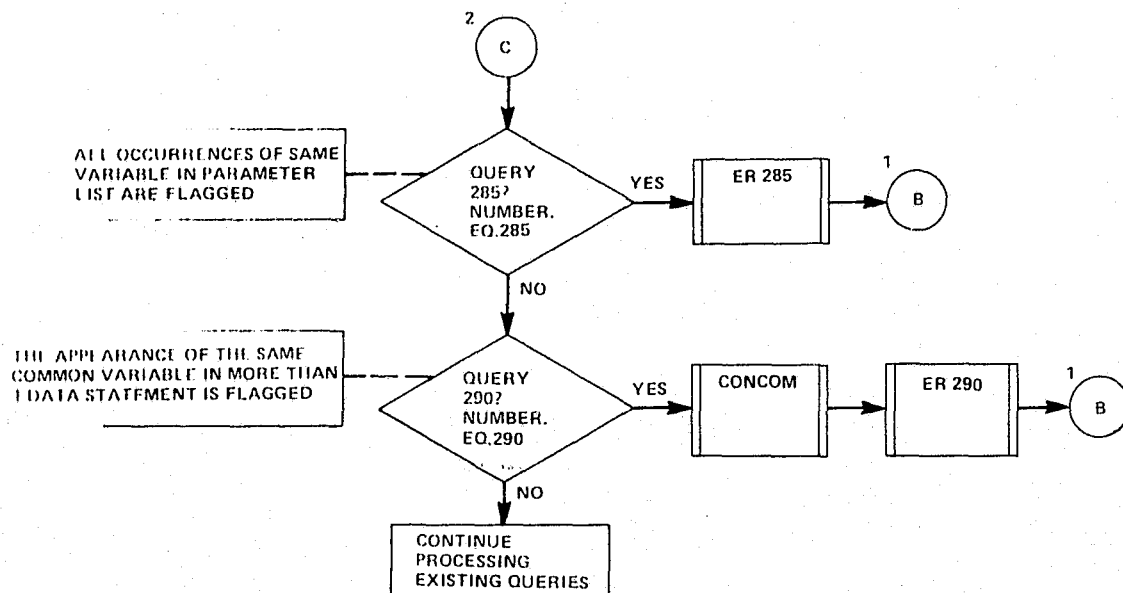 2
C
ALL OCCURRENCES OF SAME
VARIABLE IN PARAMETER
LIST ARE FLAGGED
QUERY
285?
NUMBER.
EQ.285
YES
ER 285
1
B
NO
THE APPEARANCE OF THE SAME
COMMON VARIABLE IN MORE THAN
1 DATA STATEMENT IS FLAGGED
QUERY
290?
NUMBER.
EQ.290
YES
CONCOM
ER 290
1
B
NO
CONTINUE
PROCESSING
EXISTING QUERIES